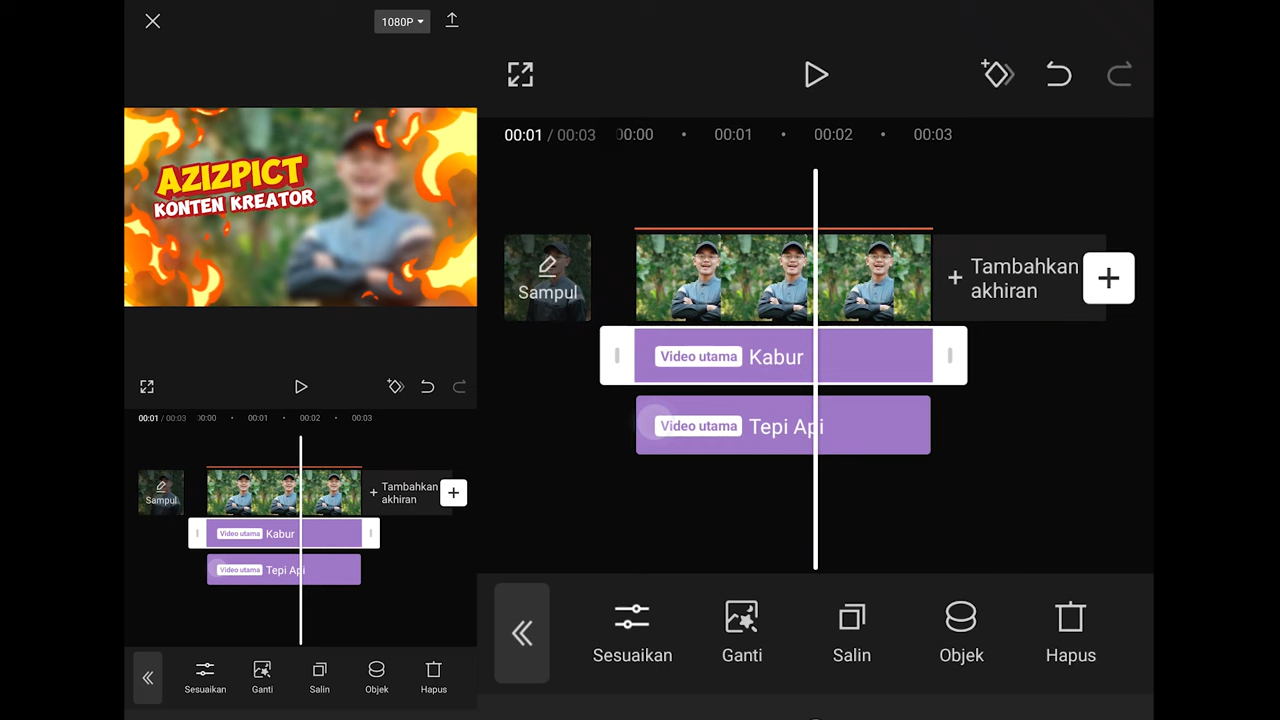 1080P
AZIZPICT
KONTEN KREATOR
00:01 / 00:03
00:00
00:01
00:02
00:03
Sampul
+ Tambahkan
akhiran
Video utama Kabur
Video utama Tepi Api
Sesuaikan
Ganti
Salin
Objek
Hapus
00:01 / 00:03
00:00
00:01
00:02
00:03
Sampul
+ Tambahkan
akhiran
Video utama Kabur
Video utama Tepi Api
Sesuaikan
Ganti
Salin
Objek
Hapus